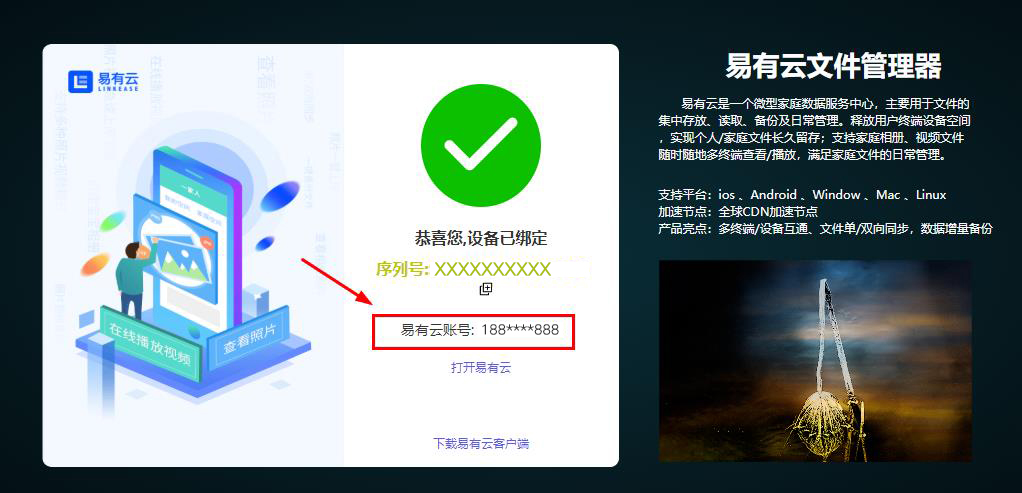 易有云
LINKEASE
一家人
在线播放视频
查看照片
恭喜您,设备已绑定
序列号: XXXXXXXXXX
易有云账号: 188****888
打开易有云
下载易有云客户端
易有云文件管理器
易有云是一个微型家庭数据服务中心，主要用于文件的
集中存放、读取、备份及日常管理。释放用户终端设备空间
，实现个人/家庭文件长久留存；支持家庭相册、视频文件
随时随地多终端查看/播放，满足家庭文件的日常管理。
支持平台：ios 、Android 、Window 、Mac 、Linux
加速节点：全球CDN加速节点
产品亮点：多终端/设备互通、文件单/双向同步，数据增量备份